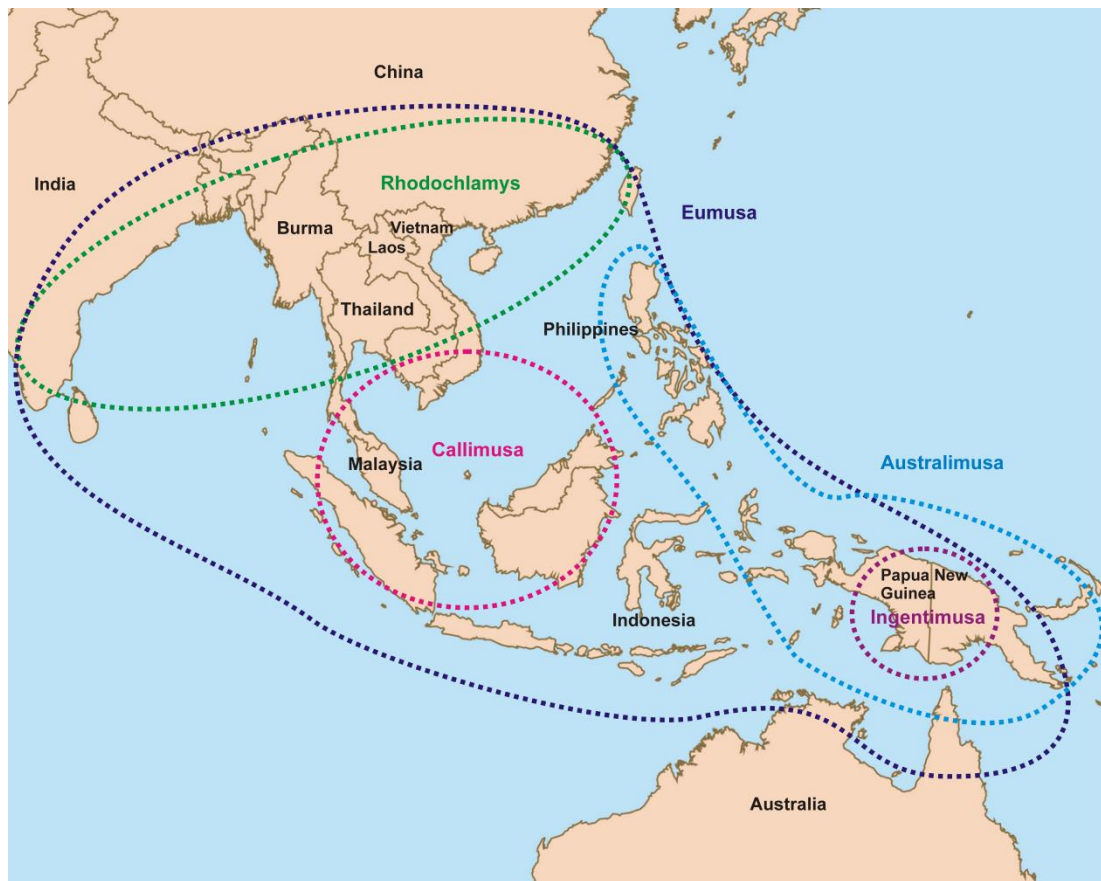 China
India
Rhodochlamys
Eumusa
Burma
Vietnam
Laos
Thailand
Philippines
Callimusa
Malaysia
Australimusa
Papua New
Guinea
Ingentimusa
Indonesia
Australia